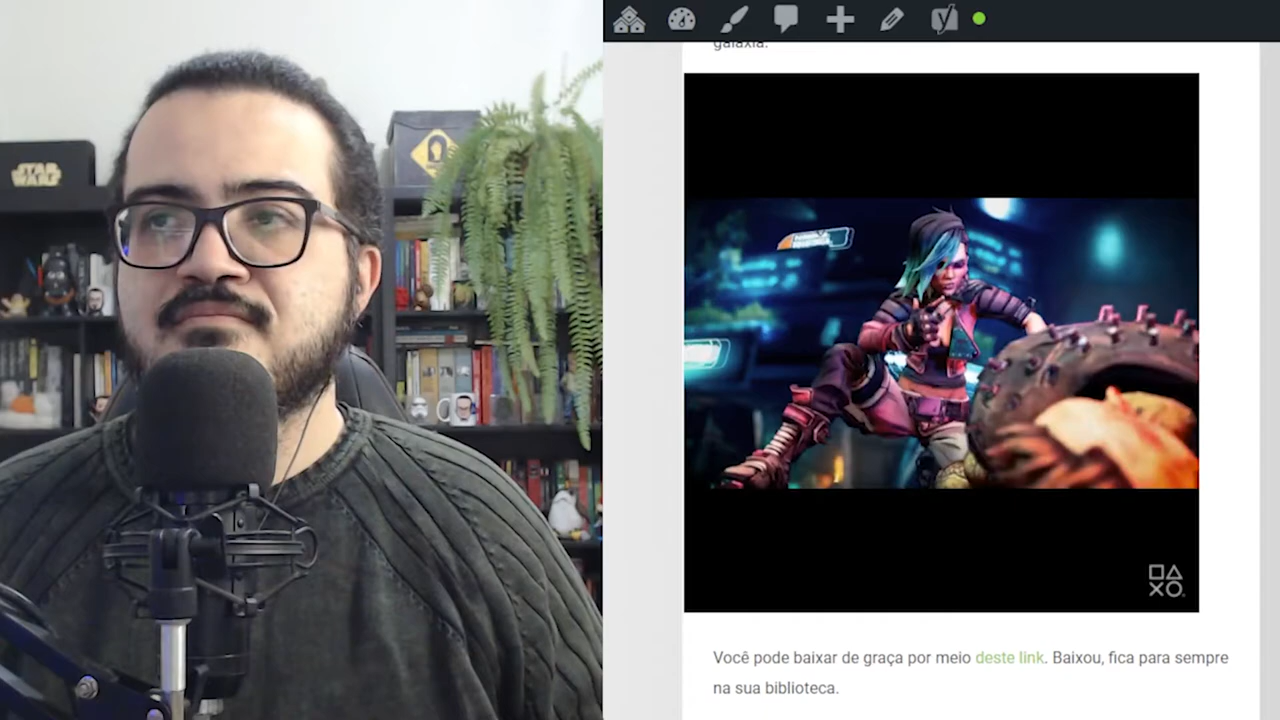 STAR
WARS
galáxia.
Você pode baixar de graça por meio deste link. Baixou, fica para sempre
na sua biblioteca.